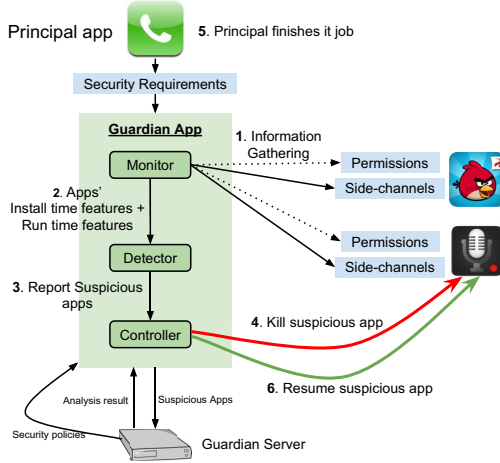 Principal app
5. Principal finishes it job
Security Requirements
Guardian App
1. Information
Gathering
Monitor
Permissions
Side-channels
2. Apps'
Install time features +
Run time features
Permissions
Side-channels
Detector
3. Report Suspicious
apps
4. Kill suspicious app
Controller
6. Resume suspicious app
Analysis result
Suspicious Apps
Security policies
Guardian Server